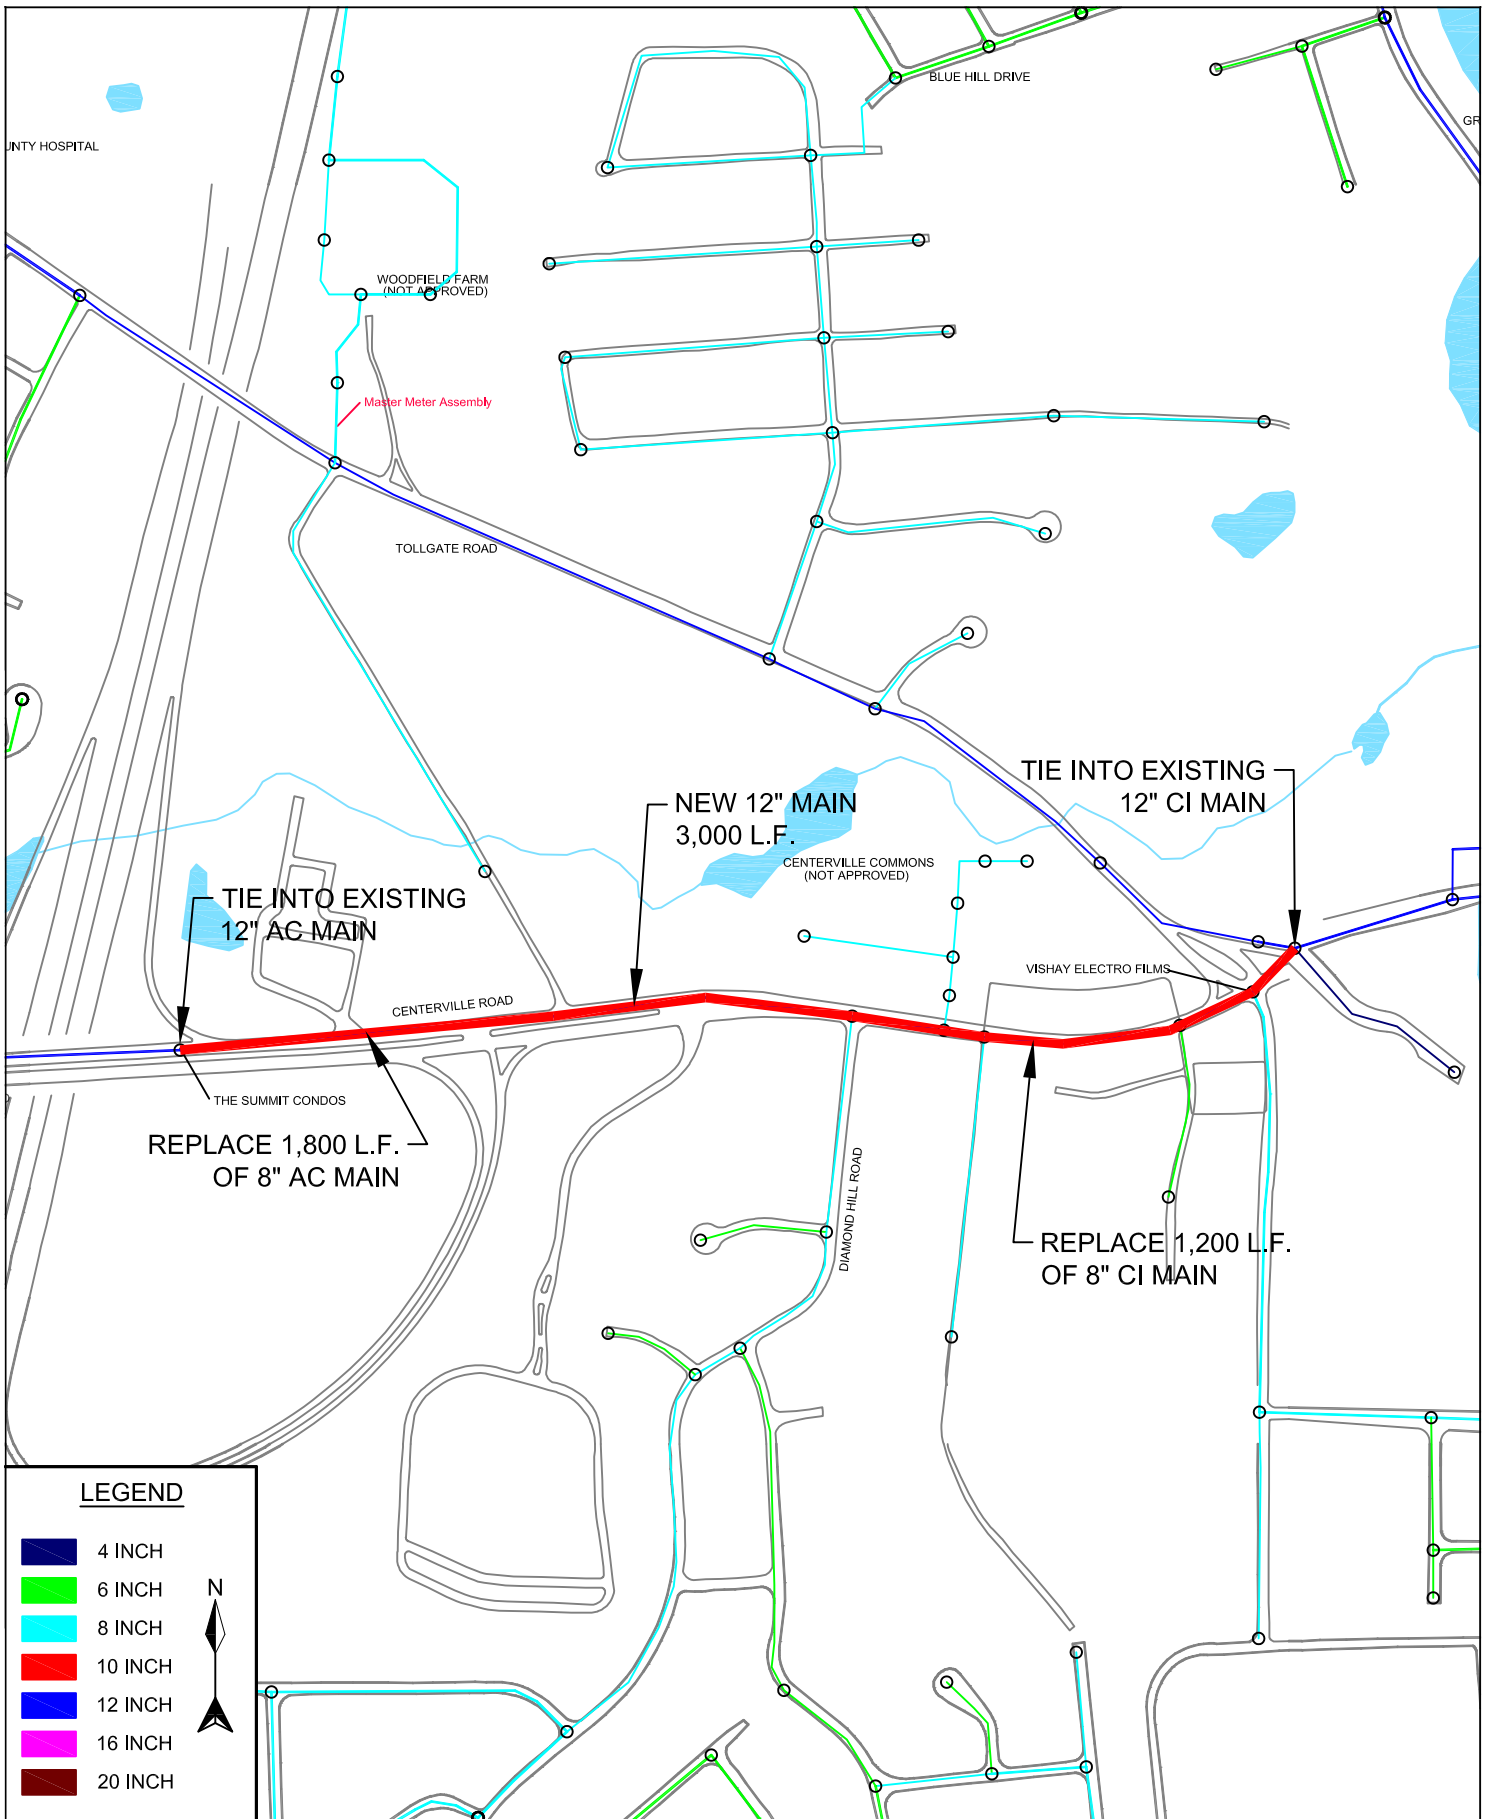 BLUE HILL DRIVE
GR
UNTY HOSPITAL
WOODFIELD FARM
(NOT APPROVED)
Master Meter Assembly
TOLLGATE ROAD
TIE INTO EXISTING
12" CI MAIN
NEW 12" MAIN
3,000 L.F.
CENTERVILLE COMMONS
(NOT APPROVED)
TIE INTO EXISTING
12" AC MAIN
VISHAY ELECTRO FILMS
CENTERVILLE ROAD
THE SUMMIT CONDOS
REPLACE 1,800 L.F.
OF 8" AC MAIN
DIAMOND HILL ROAD
REPLACE 1,200 L.F.
OF 8" CI MAIN
LEGEND
4 INCH
6 INCH
N
8 INCH
10 INCH
12 INCH
16 INCH
20 INCH